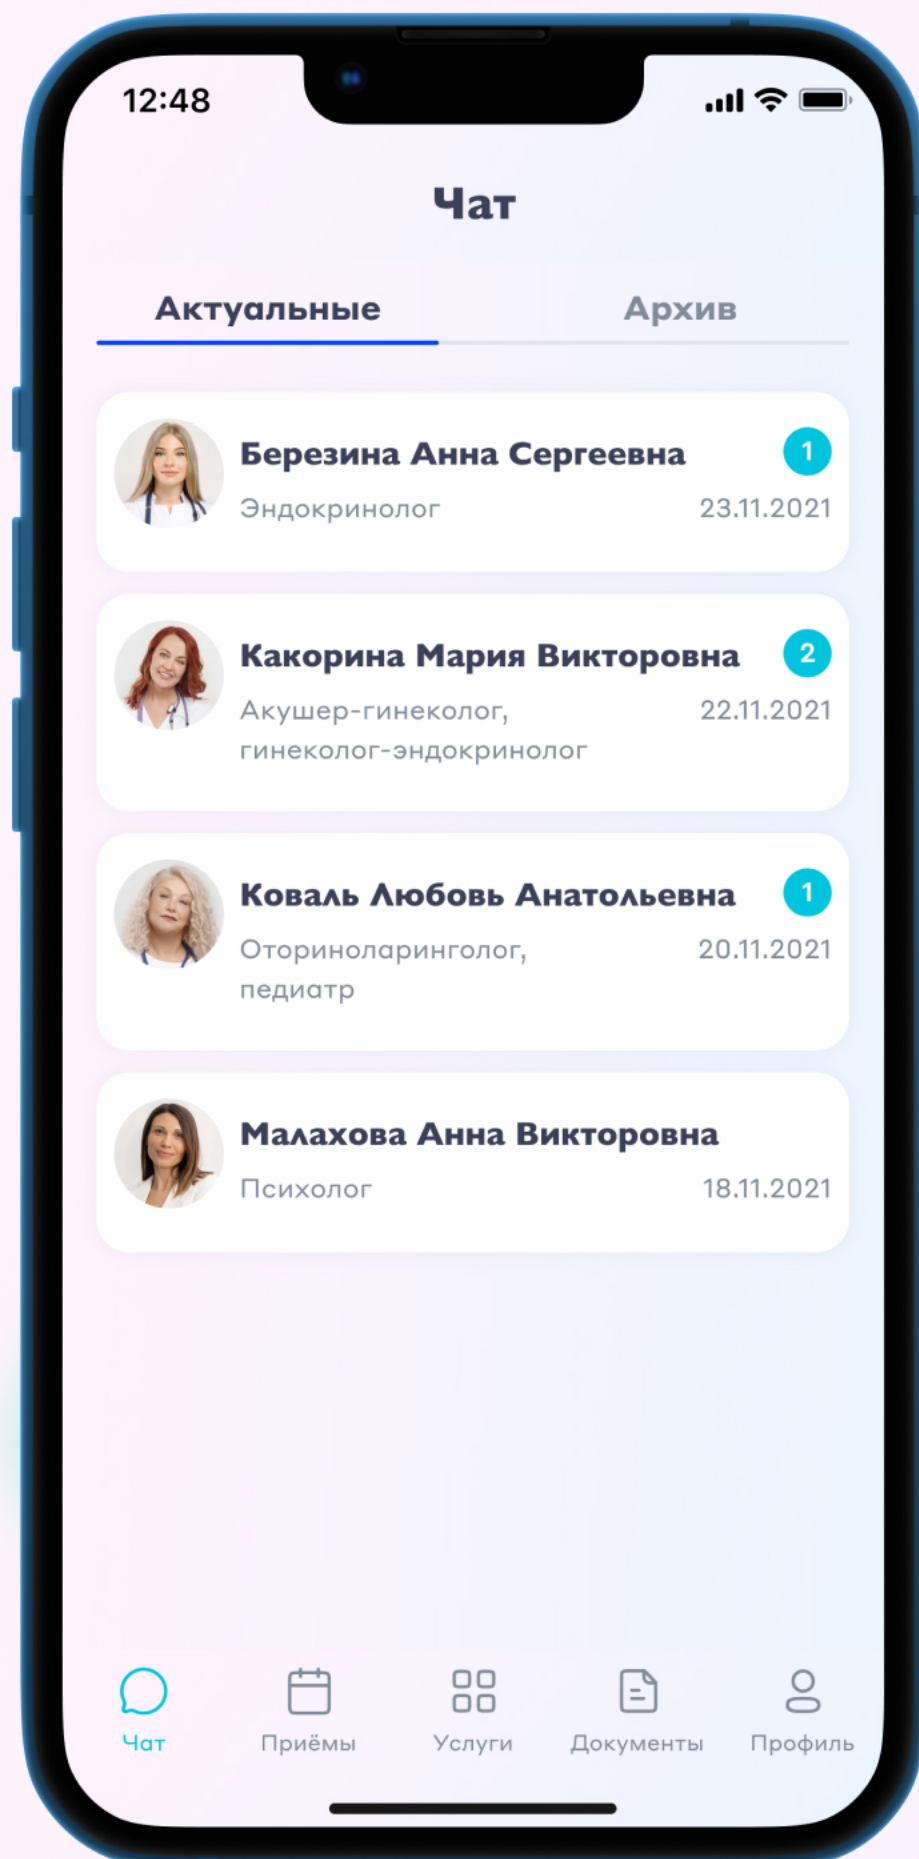 12:48
Чат
Актуальные
Архив
Березина Анна Сергеевна
1
Эндокринолог
23.11.2021
Какорина Мария Викторовна
2
Акушер-гинеколог,
22.11.2021
гинеколог-эндокринолог
Коваль Любовь Анатольевна
1
Оториноларинголог,
20.11.2021
педиатр
Малахова Анна Викторовна
Психолог
18.11.2021
Чат
Приёмы
Услуги
Документы
Профиль